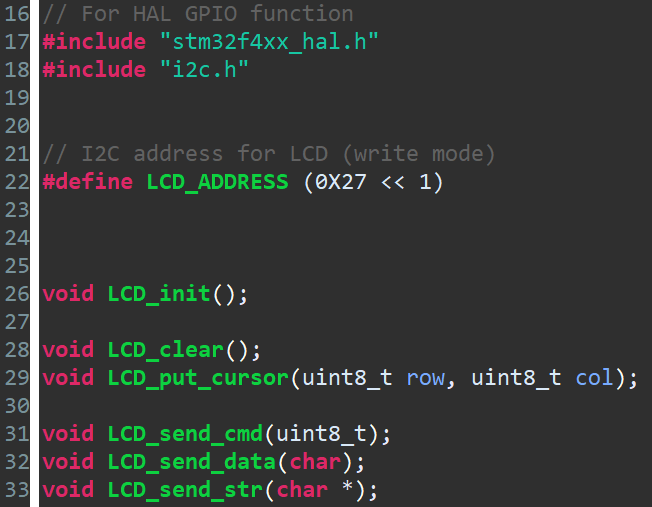 16 // For HAL GPIO function
17 #include "stm32f4xx_hal.h"
18 #include "i2c.h"
19
20
21 // I2C address for LCD (write mode)
22 #define LCD_ADDRESS (0X27 << 1)
23
24
25
26 void LCD_init();
27
28 void LCD_clear();
29 void LCD_put_cursor(uint8_t row, uint8_t col);
30
31 void LCD_send_cmd(uint8_t);
32 void LCD_send_data(char);
33 void LCD_send_str(char *);